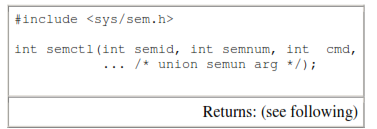 #include <sys/sem.h>
int semctl(int semid, int semnum, int  cmd,
... /* union semun arg */);
Returns: (see following)